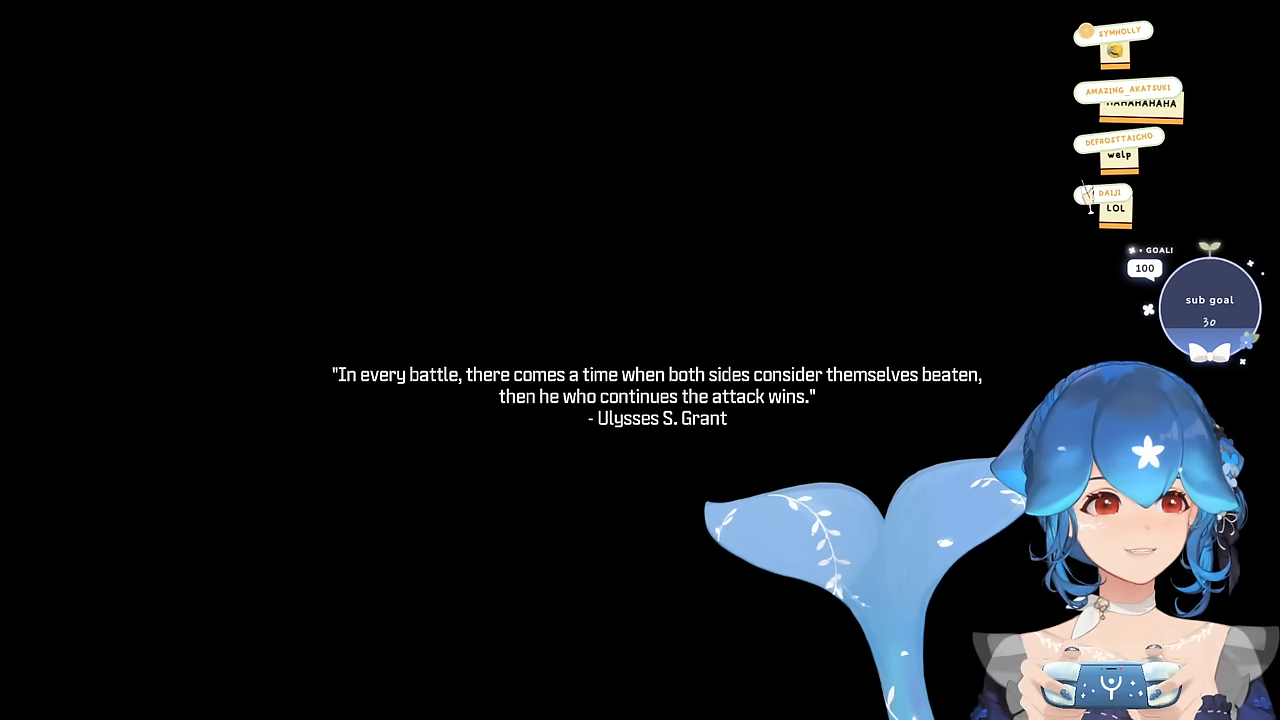 SYMHOLLY
AMAZING_AKATSUKI
HAHAHAHAHA
DEFROSTTAICHO
welp
DAIJI
LOL
• GOAL!
100
sub goal
30
"In every battle, there comes a time when both sides consider themselves beaten,
then he who continues the attack wins."
- Ulysses S. Grant